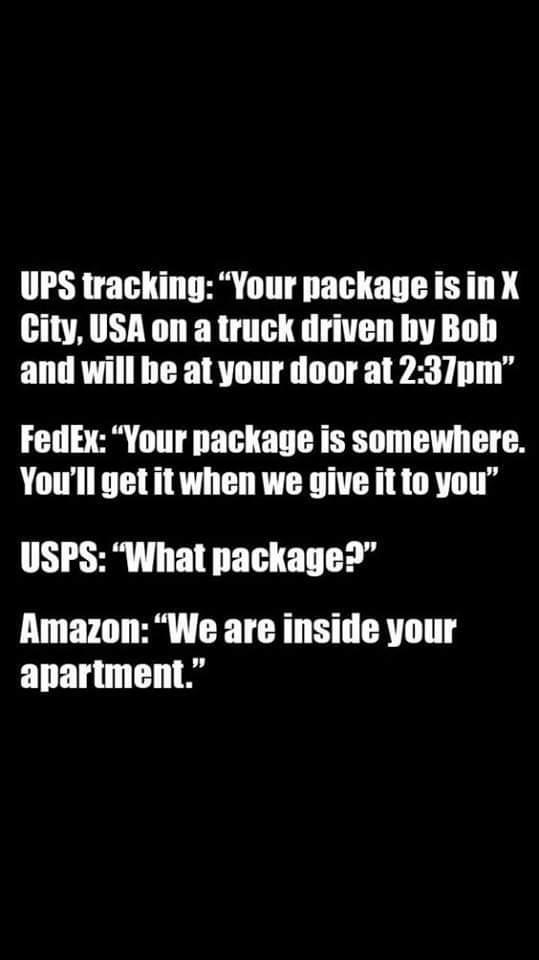 UPS tracking: “Your package is in X
City, USA on a truck driven by Bob
and will be at your door at 2:37pm”
FedEx: “Your package is somewhere.
You’ll get it when we give it to you”
USPS: “What package?”
Amazon: “We are inside your
apartment.”